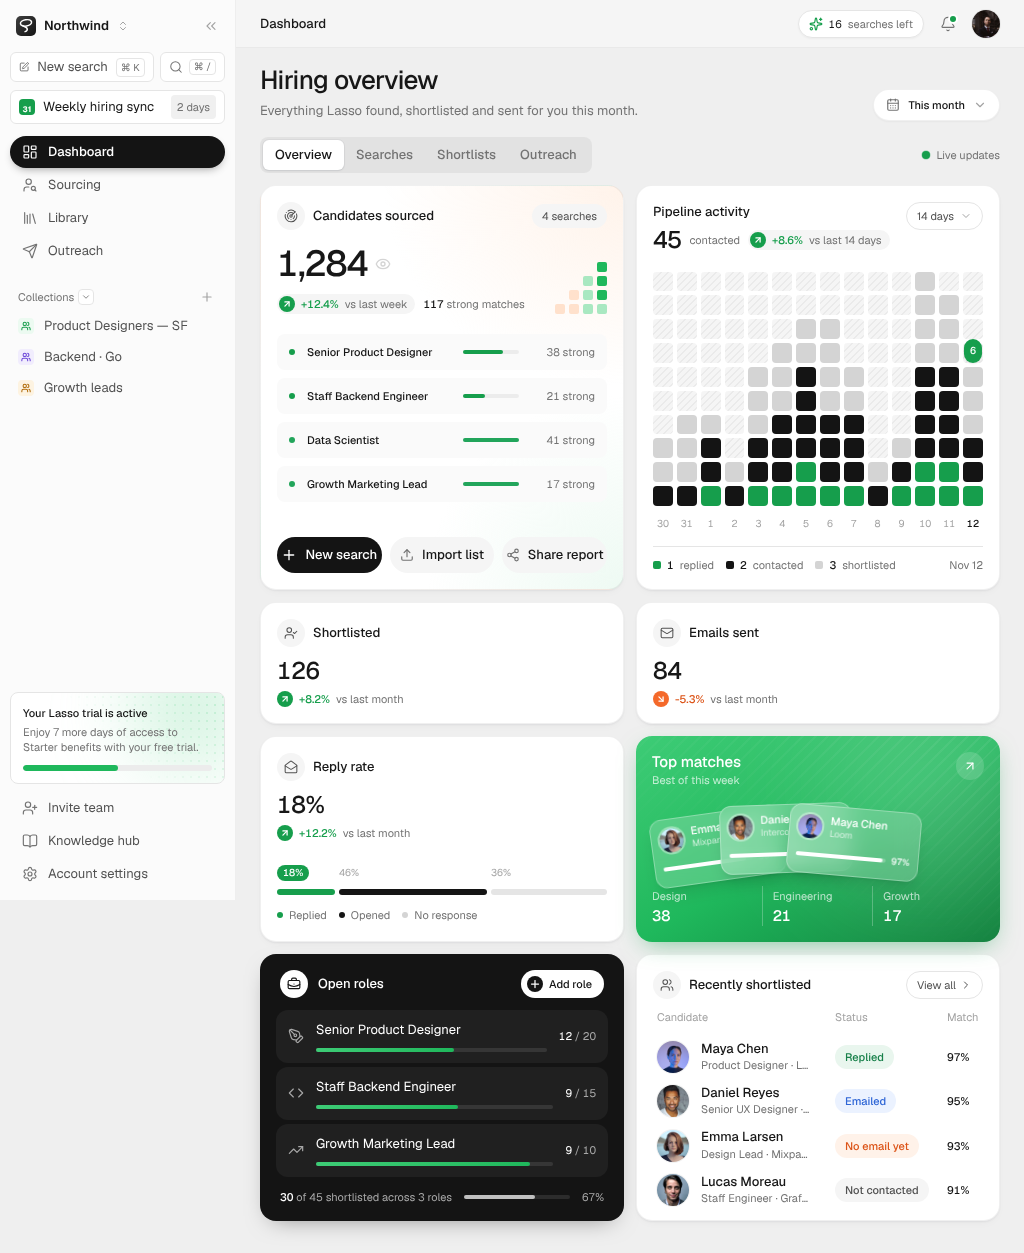 Northwind
New search ⌘ K ⌘ /
31 Weekly hiring sync 2 days
Dashboard
Sourcing
Library
Outreach
Collections
Product Designers — SF
Backend · Go
Growth leads
Your Lasso trial is active
Enjoy 7 more days of access to
Starter benefits with your free trial.
Invite team
Knowledge hub
Account settings
Dashboard
16 searches left
Hiring overview
Everything Lasso found, shortlisted and sent for you this month.
This month
Overview Searches Shortlists Outreach
Live updates
Candidates sourced 4 searches
1,284
+12.4% vs last week 117 strong matches
Senior Product Designer 38 strong
Staff Backend Engineer 21 strong
Data Scientist 41 strong
Growth Marketing Lead 17 strong
New search Import list Share report
Pipeline activity 14 days
45 contacted +8.6% vs last 14 days
6
30 31 1 2 3 4 5 6 7 8 9 10 11 12
1 replied 2 contacted 3 shortlisted Nov 12
Shortlisted
126
+8.2% vs last month
Emails sent
84
-5.3% vs last month
Reply rate
18%
+12.2% vs last month
18% 46% 36%
Replied Opened No response
Top matches
Best of this week
Emma
Mixpan
Danie
Interco
Maya Chen
Loom
97%
Design Engineering Growth
38 21 17
Open roles Add role
Senior Product Designer 12 / 20
Staff Backend Engineer 9 / 15
Growth Marketing Lead 9 / 10
30 of 45 shortlisted across 3 roles 67%
Recently shortlisted View all
Candidate Status Match
Maya Chen
Product Designer · L... Replied 97%
Daniel Reyes
Senior UX Designer ·... Emailed 95%
Emma Larsen
Design Lead · Mixpa... No email yet 93%
Lucas Moreau
Staff Engineer · Graf... Not contacted 91%